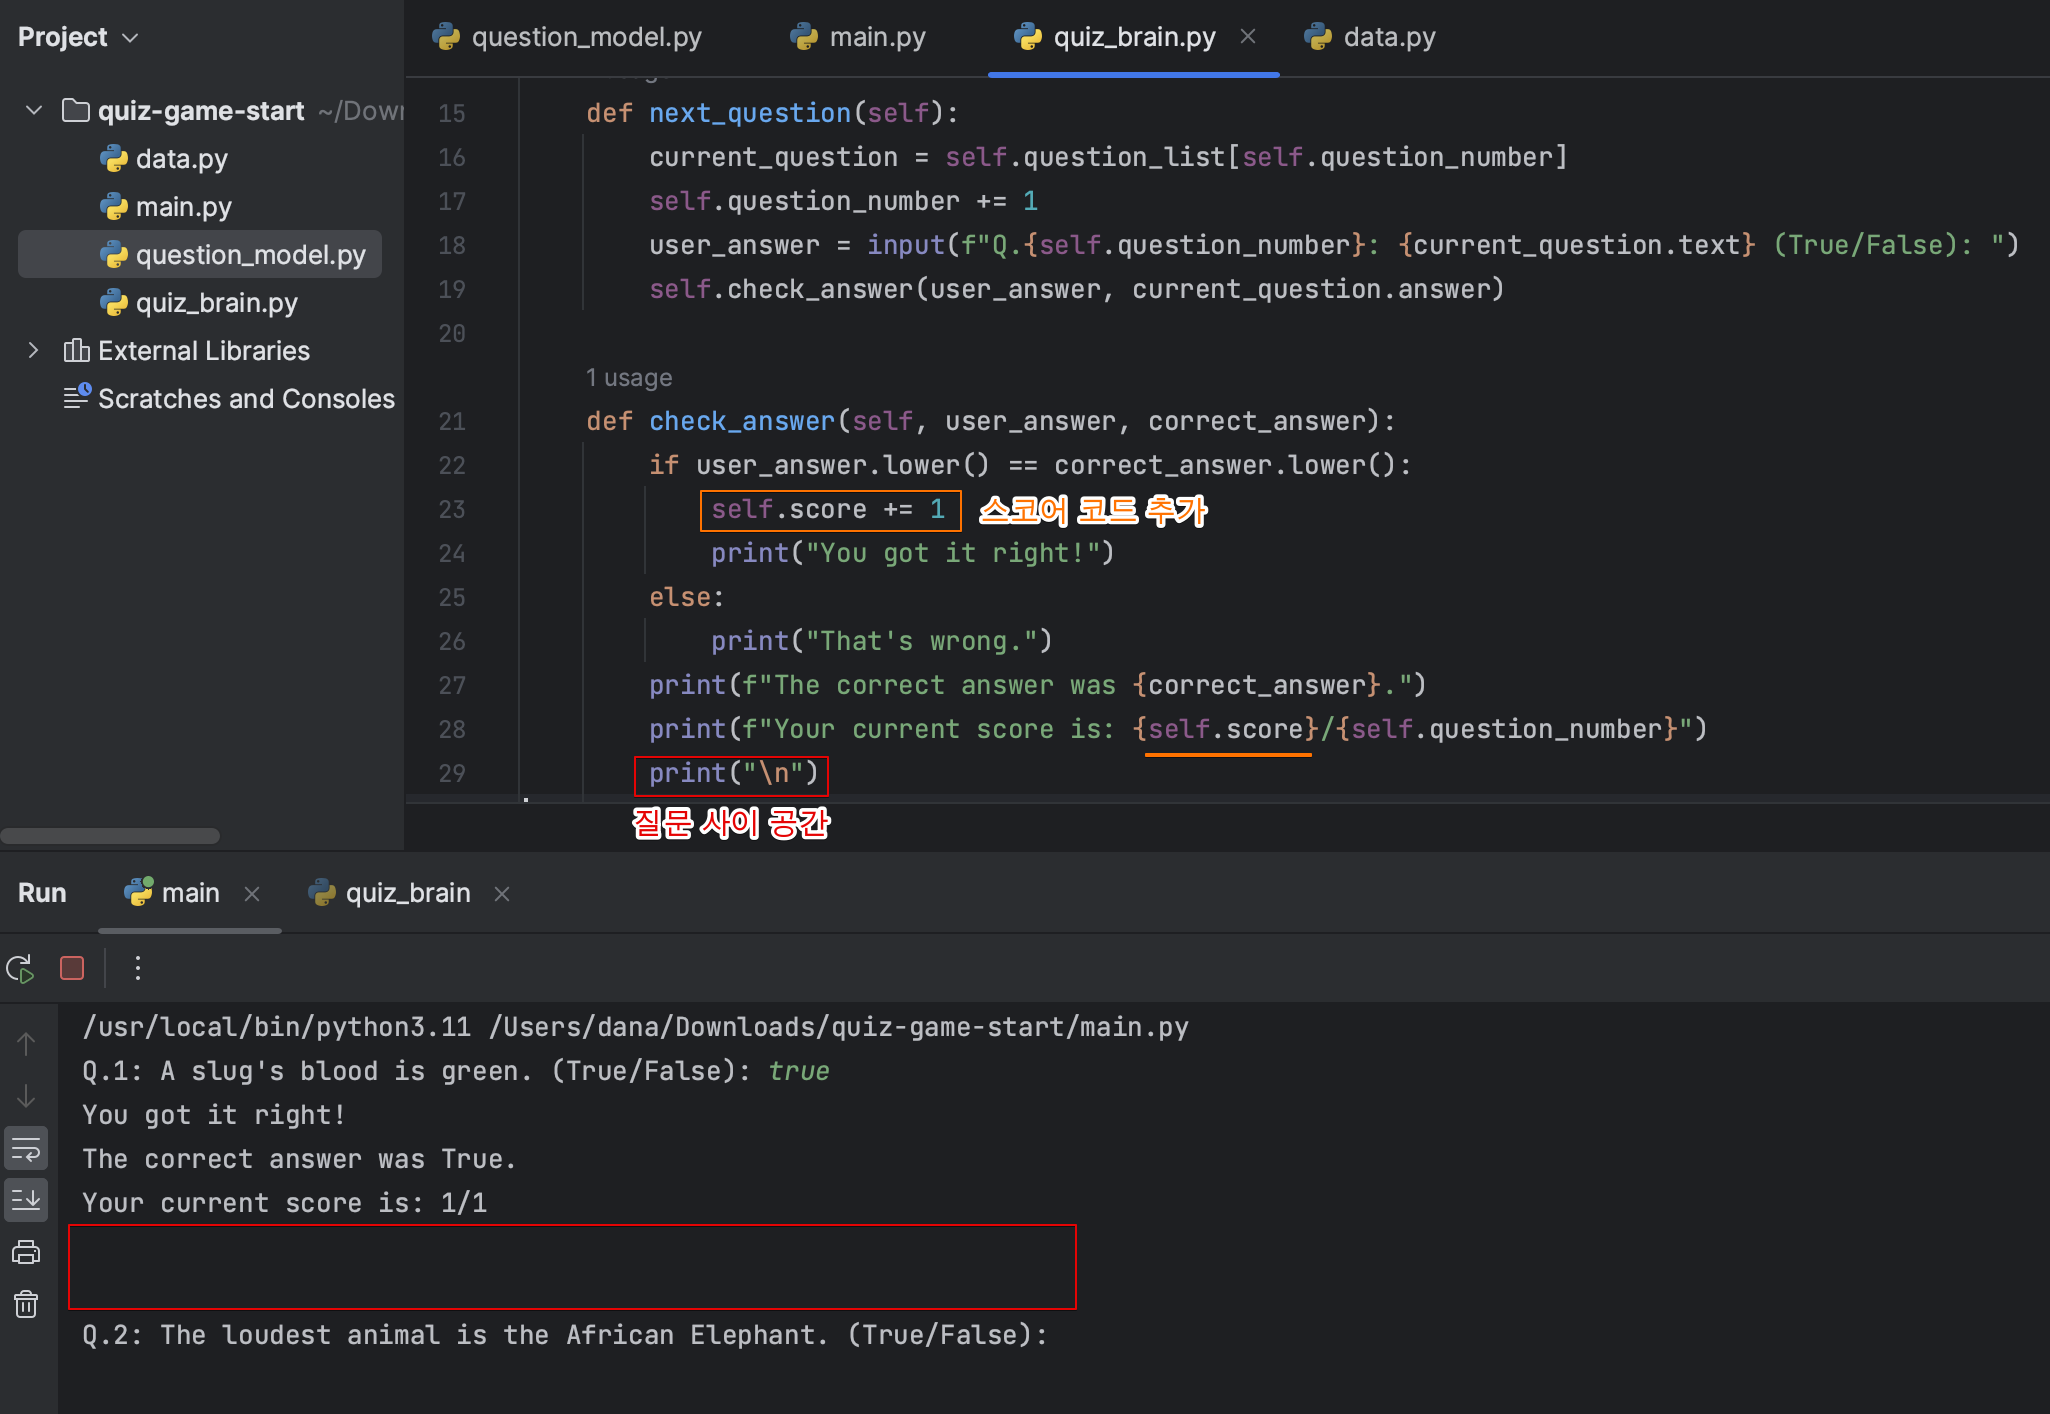 Project
question_model.py
main.py
quiz_brain.py
data.py
quiz-game-start ~/Down
data.py
main.py
question_model.py
quiz_brain.py
External Libraries
Scratches and Consoles
15 def next_question(self):
16 current_question = self.question_list[self.question_number]
17 self.question_number += 1
18 user_answer = input(f"Q.{self.question_number}: {current_question.text} (True/False): ")
19 self.check_answer(user_answer, current_question.answer)
20
1 usage
21 def check_answer(self, user_answer, correct_answer):
22 if user_answer.lower() == correct_answer.lower():
23 self.score += 1 스코어 코드 추가
24 print("You got it right!")
25 else:
26 print("That's wrong.")
27 print(f"The correct answer was {correct_answer}.")
28 print(f"Your current score is: {self.score}/{self.question_number}")
29 print("\n")
질문 사이 공간
Run
main
quiz_brain
/usr/local/bin/python3.11 /Users/dana/Downloads/quiz-game-start/main.py
Q.1: A slug's blood is green. (True/False): true
You got it right!
The correct answer was True.
Your current score is: 1/1
Q.2: The loudest animal is the African Elephant. (True/False):